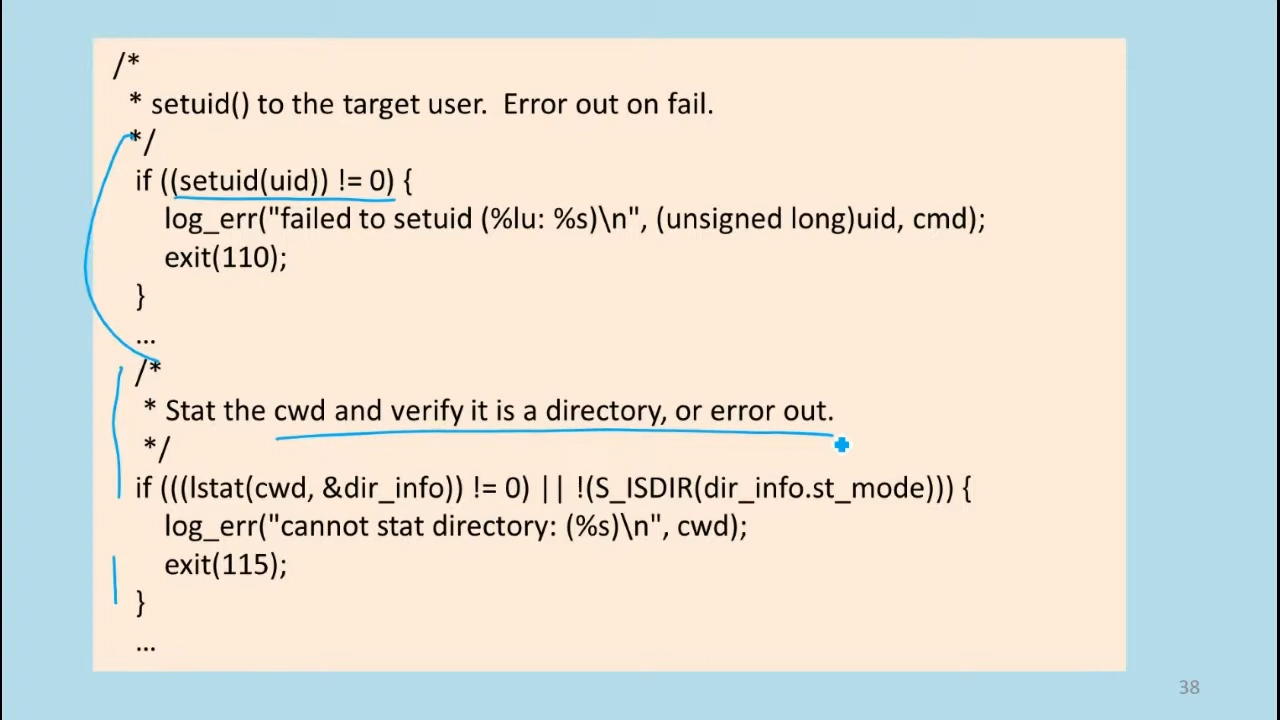 /*
* setuid() to the target user.  Error out on fail.
*/
if ((setuid(uid)) != 0) {
log_err("failed to setuid (%lu: %s)\n", (unsigned long)uid, cmd);
exit(110);
}
...
/*
* Stat the cwd and verify it is a directory, or error out.
*/
if (((lstat(cwd, &dir_info)) != 0) || !(S_ISDIR(dir_info.st_mode))) {
log_err("cannot stat directory: (%s)\n", cwd);
exit(115);
}
...
38